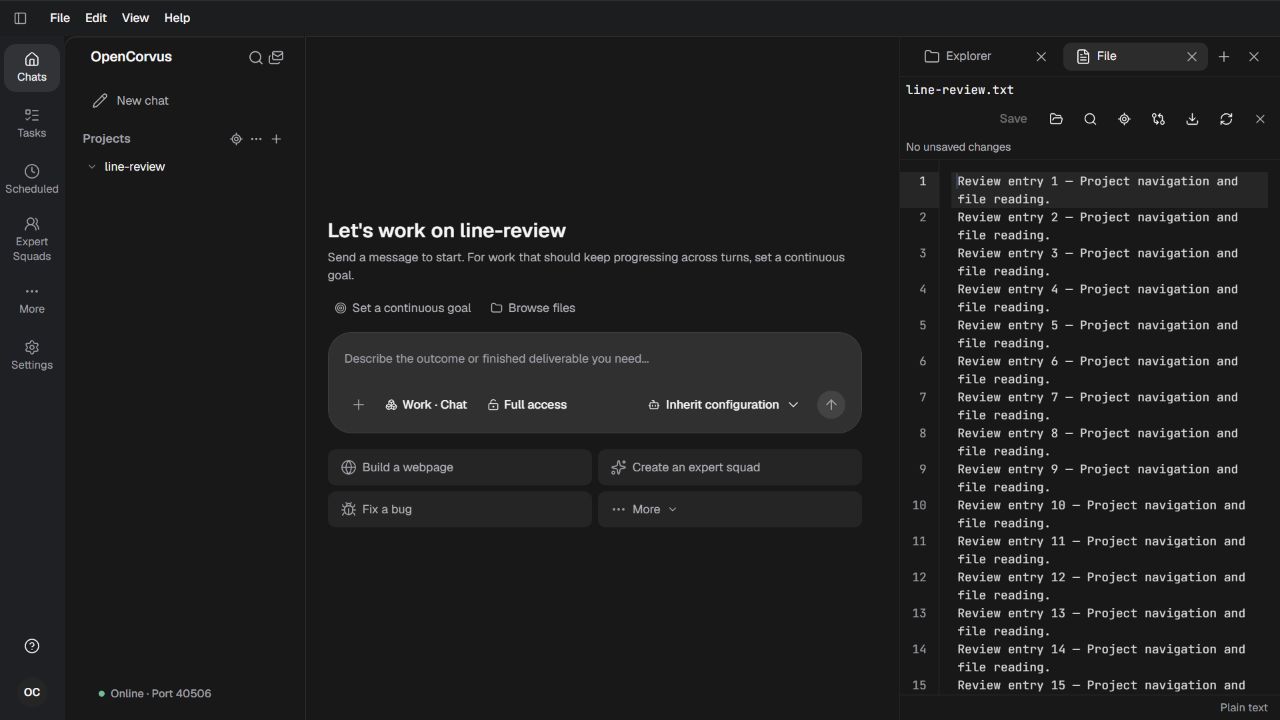 File Edit View Help
Chats
Tasks
Scheduled
Expert
Squads
More
Settings
OC
OpenCorvus
New chat
Projects
line-review
Online · Port 40506
Let's work on line-review
Send a message to start. For work that should keep progressing across turns, set a continuous
goal.
Set a continuous goal Browse files
Describe the outcome or finished deliverable you need...
Work · Chat Full access Inherit configuration
Build a webpage Create an expert squad
Fix a bug More
Explorer File
line-review.txt
Save
No unsaved changes
1 Review entry 1 — Project navigation and
file reading.
2 Review entry 2 — Project navigation and
file reading.
3 Review entry 3 — Project navigation and
file reading.
4 Review entry 4 — Project navigation and
file reading.
5 Review entry 5 — Project navigation and
file reading.
6 Review entry 6 — Project navigation and
file reading.
7 Review entry 7 — Project navigation and
file reading.
8 Review entry 8 — Project navigation and
file reading.
9 Review entry 9 — Project navigation and
file reading.
10 Review entry 10 — Project navigation and
file reading.
11 Review entry 11 — Project navigation and
file reading.
12 Review entry 12 — Project navigation and
file reading.
13 Review entry 13 — Project navigation and
file reading.
14 Review entry 14 — Project navigation and
file reading.
15 Review entry 15 — Project navigation and
Plain text